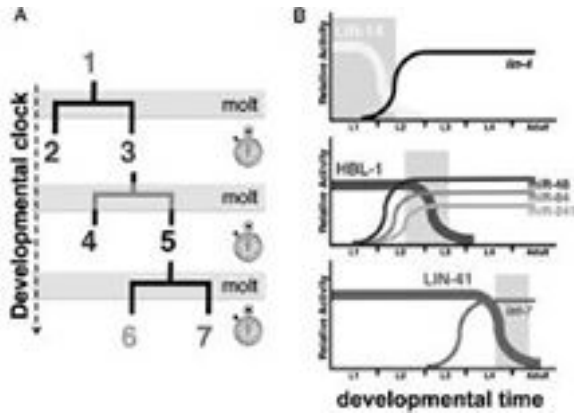 A
Developmental clock
1
molt
2
3
molt
4
5
molt
6
7
B
Relative Activity
LIN-14
lin-4
L1 L2 L3 L4 Adult
Relative Activity
HBL-1
miR-48
miR-84
miR-241
L1 L2 L3 L4 Adult
Relative Activity
LIN-41
let-7
L1 L2 L3 L4 Adult
developmental time